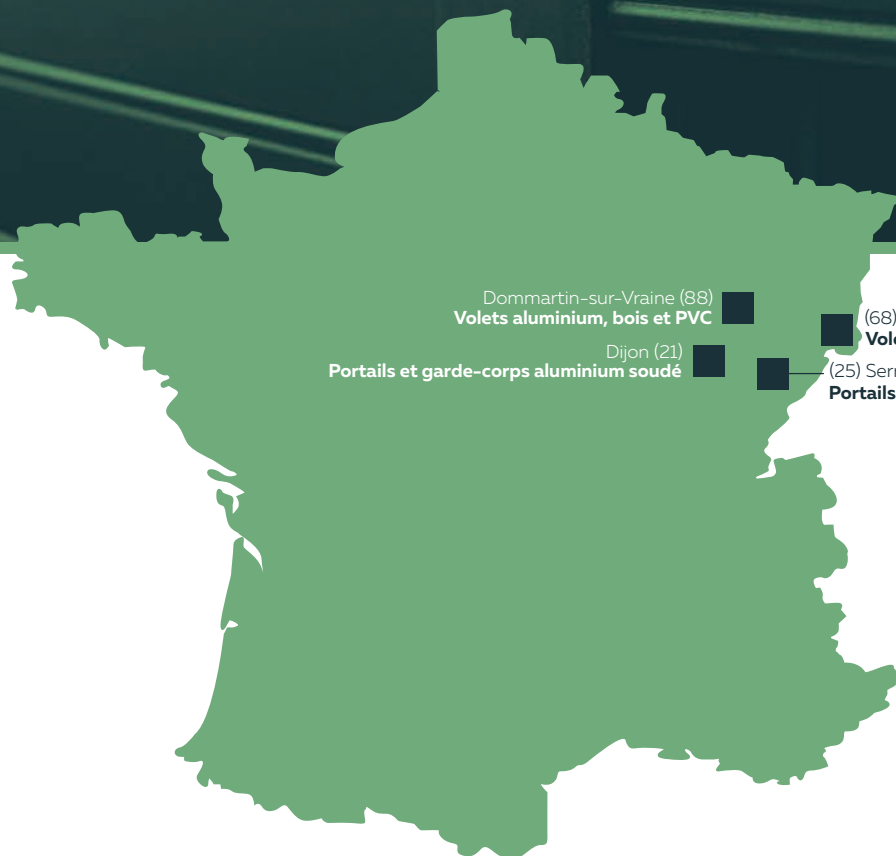 Dommartin-sur-Vraine (88)
Volets aluminium, bois et PVC
(68)
Dijon (21)
Portails et garde-corps aluminium soudé
(25)
Portails